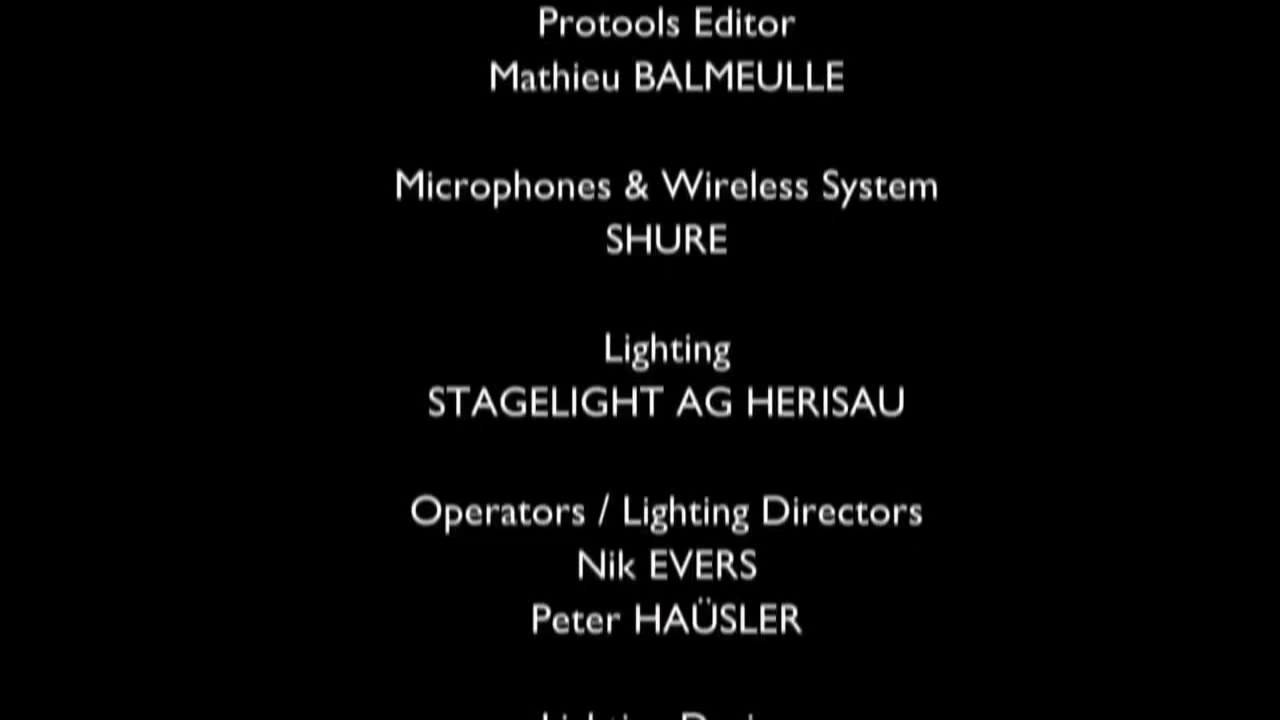 Protools Editor
Mathieu BALMEULLE
Microphones & Wireless System
SHURE
Lighting
STAGELIGHT AG HERISAU
Operators / Lighting Directors
Nik EVERS
Peter HAÜSLER